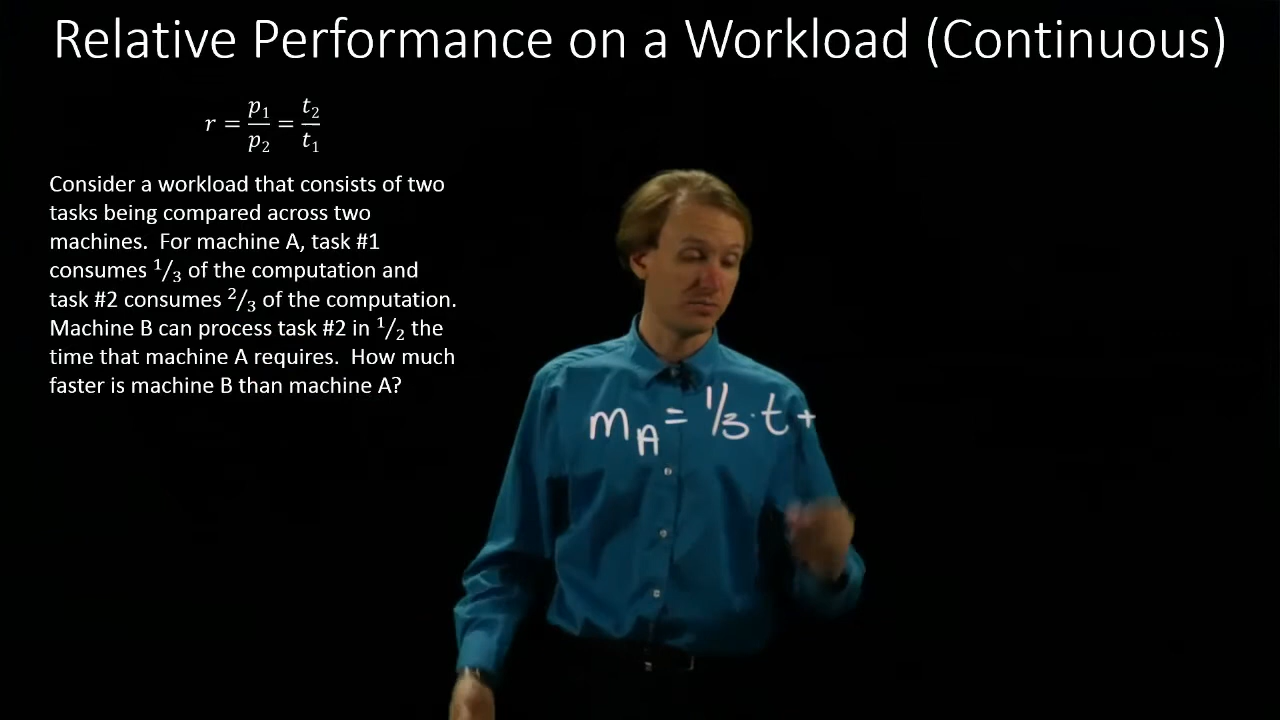 Relative Performance on a Workload (Continuous)
r = p₁/p₂ = t₂/t₁
Consider a workload that consists of two
tasks being compared across two
machines. For machine A, task #1
consumes 1/3 of the computation and
task #2 consumes 2/3 of the computation.
Machine B can process task #2 in 1/2 the
time that machine A requires. How much
faster is machine B than machine A?
m_A = 1/3 · t +